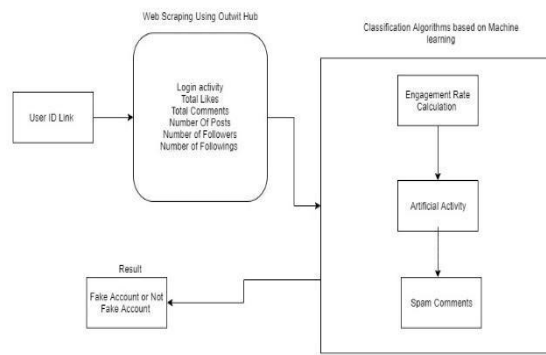 Web Scraping Using Outwit Hub
Classification Algorithms based on Machine
learning
User ID Link
Login activity
Total Likes
Total Comments
Number Of Posts
Number of Followers
Number of Followings
Engagement Rate
Calculation
Artificial Activity
Spam Comments
Result
Fake Account or Not
Fake Account